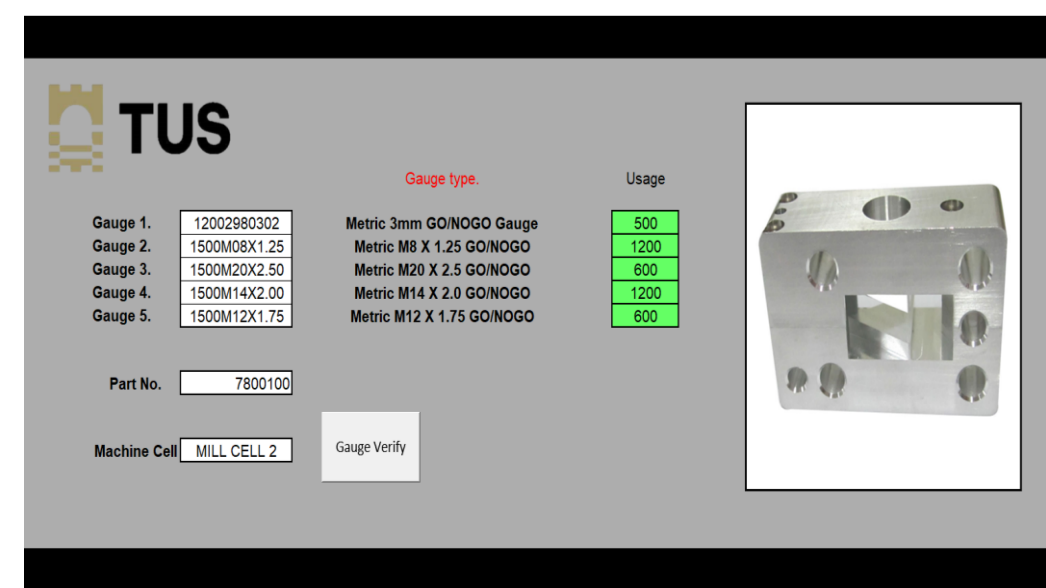 TUS
Gauge type. Usage
Gauge 1. 12002980302 Metric 3mm GO/NOGO Gauge 500
Gauge 2. 1500M08X1.25 Metric M8 X 1.25 GO/NOGO 1200
Gauge 3. 1500M20X2.50 Metric M20 X 2.5 GO/NOGO 600
Gauge 4. 1500M14X2.00 Metric M14 X 2.0 GO/NOGO 1200
Gauge 5. 1500M12X1.75 Metric M12 X 1.75 GO/NOGO 600
Part No. 7800100
Machine Cell MILL CELL 2 Gauge Verify